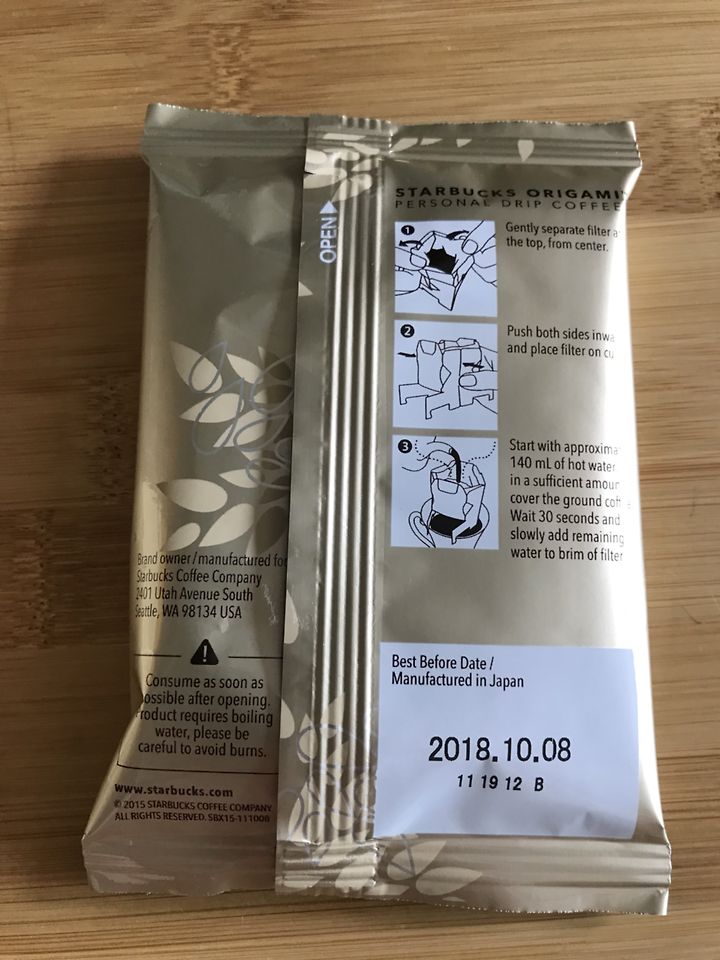 OPEN
STARBUCKS ORIGAMI
PERSONAL DRIP COFFEE
1
Gently separate filter a
the top, from center.
2
Push both sides inwa
and place filter on cu
3
Start with approxima
140 mL of hot water
in a sufficient amoun
cover the ground coff
Wait 30 seconds and
slowly add remaining
water to brim of filter
Brand owner / manufactured for
Starbucks Coffee Company
2401 Utah Avenue South
Seattle, WA 98134 USA
Consume as soon as
possible after opening.
Product requires boiling
water, please be
careful to avoid burns.
www.starbucks.com
© 2015 STARBUCKS COFFEE COMPANY.
ALL RIGHTS RESERVED. SBX15-111008
Best Before Date /
Manufactured in Japan
2018.10.08
11 19 12 B